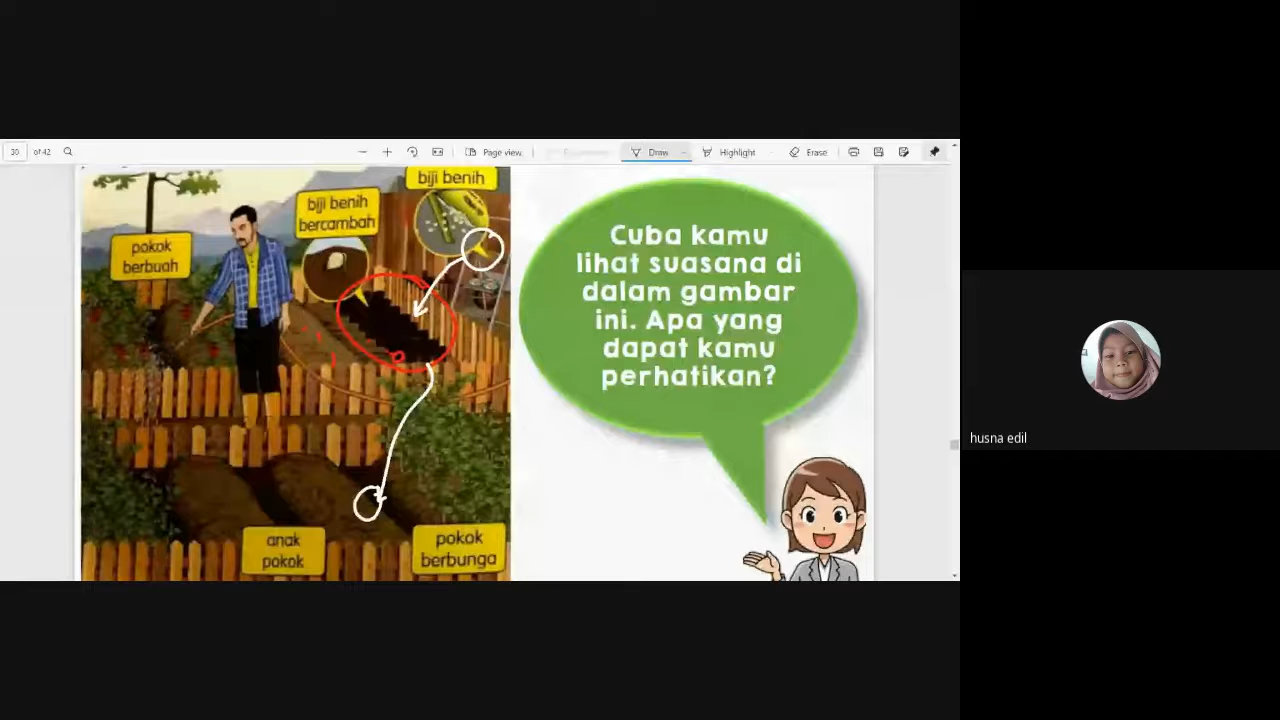 30 of 42
Page view
Draw
Highlight
Erase
biji benih
biji benih
bercambah
pokok
berbuah
anak
pokok
pokok
berbunga
Cuba kamu
lihat suasana di
dalam gambar
ini. Apa yang
dapat kamu
perhatikan?
husna edil